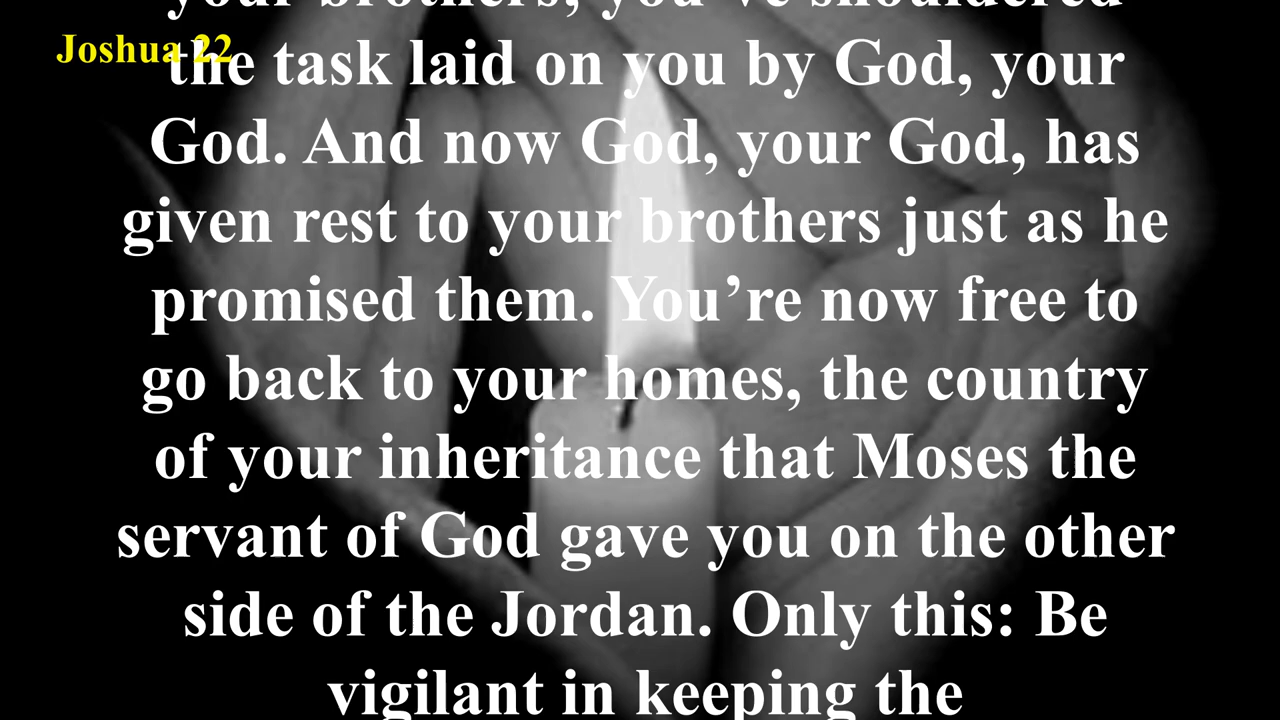 your brothers; you've shouldered
Joshua 22
the task laid on you by God, your
God. And now God, your God, has
given rest to your brothers just as he
promised them. You’re now free to
go back to your homes, the country
of your inheritance that Moses the
servant of God gave you on the other
side of the Jordan. Only this: Be
vigilant in keeping the